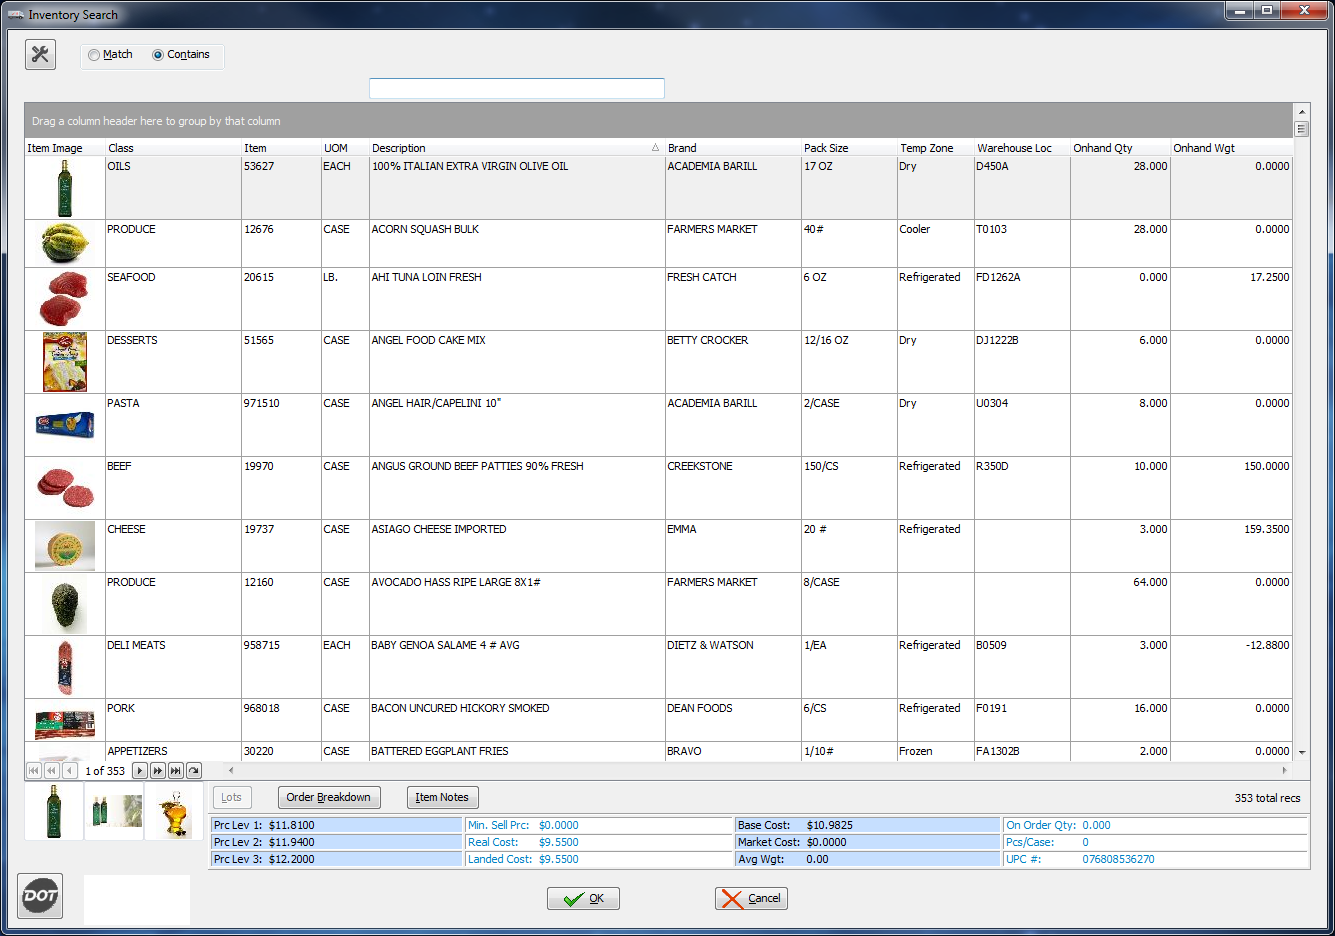 Inventory Search
Match Contains
Drag a column header here to group by that column
Item Image Class Item UOM Description Brand Pack Size Temp Zone Warehouse Loc Onhand Qty Onhand Wgt
OILS 53627 EACH 100% ITALIAN EXTRA VIRGIN OLIVE OIL ACADEMIA BARILL 17 OZ Dry D450A 28.000 0.0000
PRODUCE 12676 CASE ACORN SQUASH BULK FARMERS MARKET 40# Cooler T0103 28.000 0.0000
SEAFOOD 20615 LB. AHI TUNA LOIN FRESH FRESH CATCH 6 OZ Refrigerated FD1262A 0.000 17.2500
DESSERTS 51565 CASE ANGEL FOOD CAKE MIX BETTY CROCKER 12/16 OZ Dry DJ1222B 6.000 0.0000
PASTA 971510 CASE ANGEL HAIR/CAPELINI 10" ACADEMIA BARILL 2/CASE Dry U0304 8.000 0.0000
BEEF 19970 CASE ANGUS GROUND BEEF PATTIES 90% FRESH CREEKSTONE 150/CS Refrigerated R350D 10.000 150.0000
CHEESE 19737 CASE ASIAGO CHEESE IMPORTED EMMA 20 # Refrigerated 3.000 159.3500
PRODUCE 12160 CASE AVOCADO HASS RIPE LARGE 8X1# FARMERS MARKET 8/CASE 64.000 0.0000
DELI MEATS 958715 EACH BABY GENOA SALAME 4 # AVG DIETZ & WATSON 1/EA Refrigerated B0509 3.000 -12.8800
PORK 968018 CASE BACON UNCURED HICKORY SMOKED DEAN FOODS 6/CS Refrigerated F0191 16.000 0.0000
APPETIZERS 30220 CASE BATTERED EGGPLANT FRIES BRAVO 1/10# Frozen FA1302B 2.000 0.0000
1 of 353
Lots Order Breakdown Item Notes 353 total recs
Prc Lev 1: $11.8100 Min. Sell Prc: $0.0000 Base Cost: $10.9825 On Order Qty: 0.000
Prc Lev 2: $11.9400 Real Cost: $9.5500 Market Cost: $0.0000 Pcs/Case: 0
Prc Lev 3: $12.2000 Landed Cost: $9.5500 Avg Wgt: 0.00 UPC #: 076808536270
DOT OK Cancel